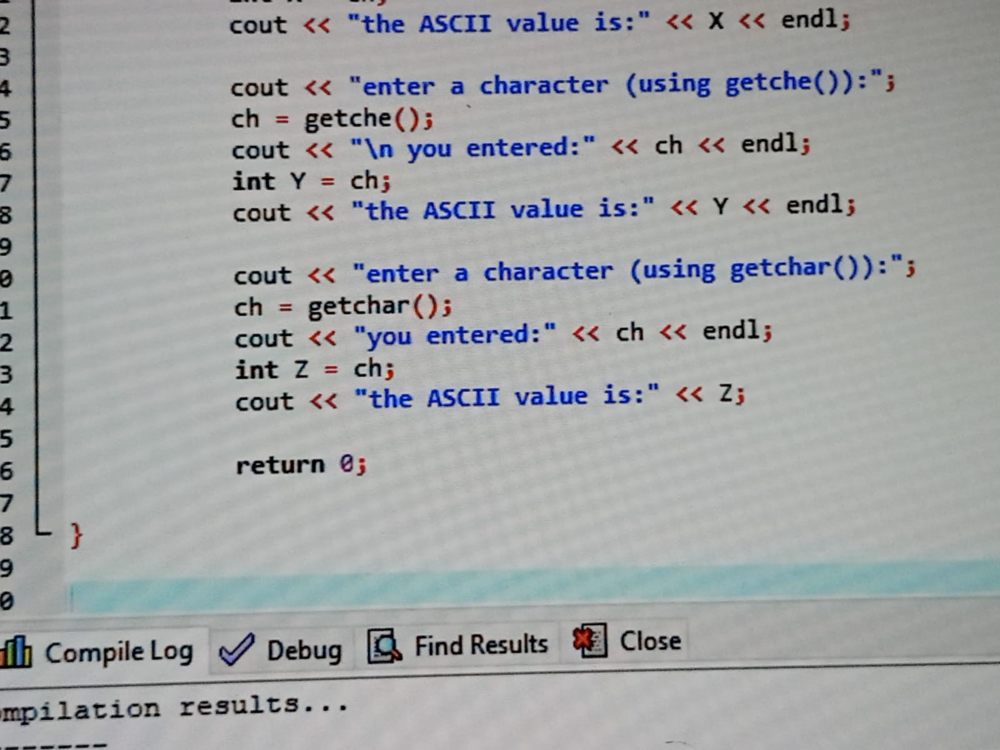 2 cout << "the ASCII value is:" << X << endl;
3
4 cout << "enter a character (using getche()):";
5 ch = getche();
6 cout << "\n you entered:" << ch << endl;
7 int Y = ch;
8 cout << "the ASCII value is:" << Y << endl;
9
0 cout << "enter a character (using getchar()):";
1 ch = getchar();
2 cout << "you entered:" << ch << endl;
3 int Z = ch;
4 cout << "the ASCII value is:" << Z;
5
6 return 0;
7
8 }
9
0
Compile Log Debug Find Results Close
mpilation results...
-------